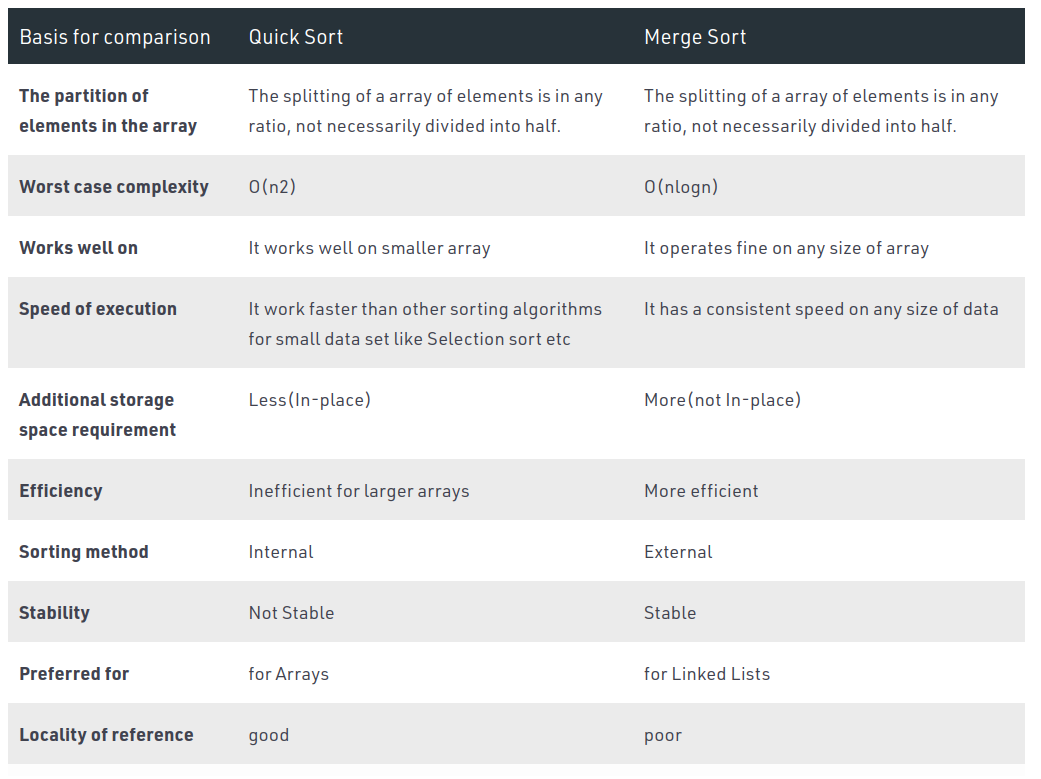 Basis for comparison Quick Sort Merge Sort
The partition of The splitting of a array of elements is in any The splitting of a array of elements is in any
elements in the array ratio, not necessarily divided into half. ratio, not necessarily divided into half.
Worst case complexity O(n2) O(nlogn)
Works well on It works well on smaller array It operates fine on any size of array
Speed of execution It work faster than other sorting algorithms It has a consistent speed on any size of data
for small data set like Selection sort etc
Additional storage Less(In-place) More(not In-place)
space requirement
Efficiency Inefficient for larger arrays More efficient
Sorting method Internal External
Stability Not Stable Stable
Preferred for for Arrays for Linked Lists
Locality of reference good poor